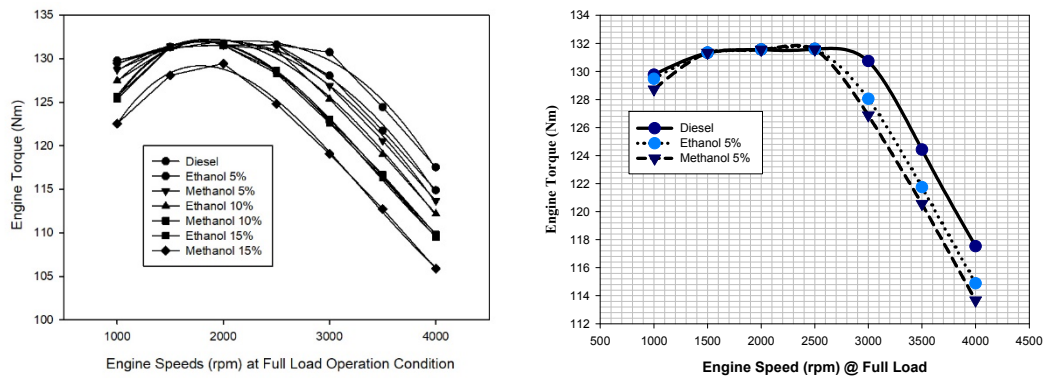 135
130
125
120
115
110
105
100
Engine Torque (Nm)
Diesel
Ethanol 5%
Methanol 5%
Ethanol 10%
Methanol 10%
Ethanol 15%
Methanol 15%
1000
2000
3000
4000
Engine Speeds (rpm) at Full Load Operation Condition
134
132
130
128
126
124
122
120
118
116
114
112
Engine Torque (Nm)
Diesel
Ethanol 5%
Methanol 5%
500
1000
1500
2000
2500
3000
3500
4000
4500
Engine Speed (rpm) @ Full Load